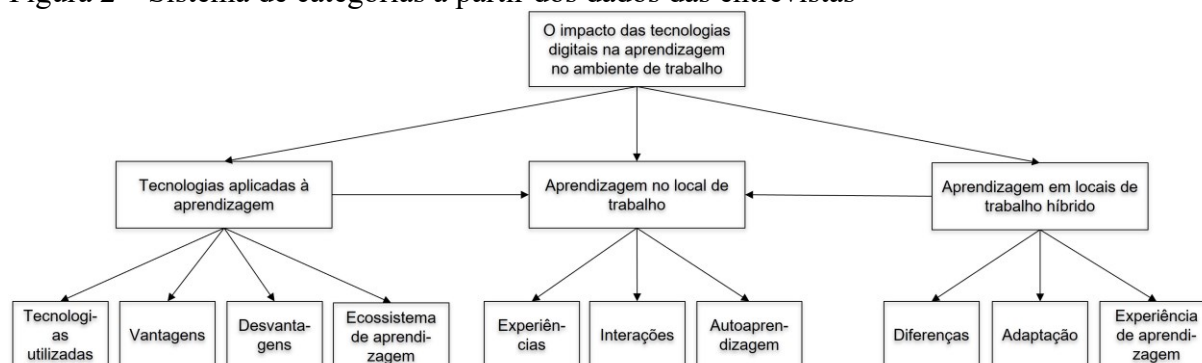 Figura 2 – Sistema de categorias a partir dos dados das entrevistas
O impacto das tecnologias
digitais na aprendizagem
no ambiente de trabalho
Tecnologias aplicadas à
aprendizagem
Aprendizagem no local de
trabalho
Aprendizagem em locais de
trabalho híbrido
Tecnologi-
as
utilizadas
Vantagens
Desvanta-
gens
Ecossistema
de aprendi-
zagem
Experiên-
cias
Interações
Autoapren-
dizagem
Diferenças
Adaptação
Experiência
de aprendi-
zagem